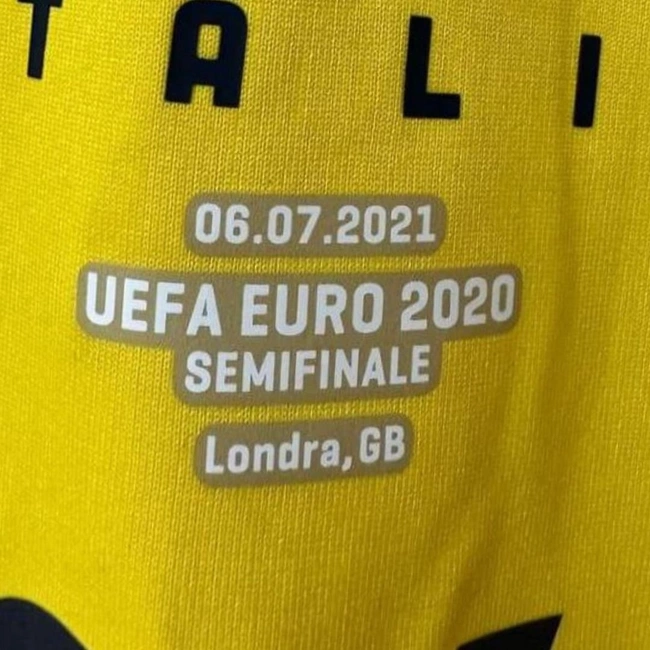 TALI
06.07.2021
UEFA EURO 2020
SEMIFINALE
Londra, GB